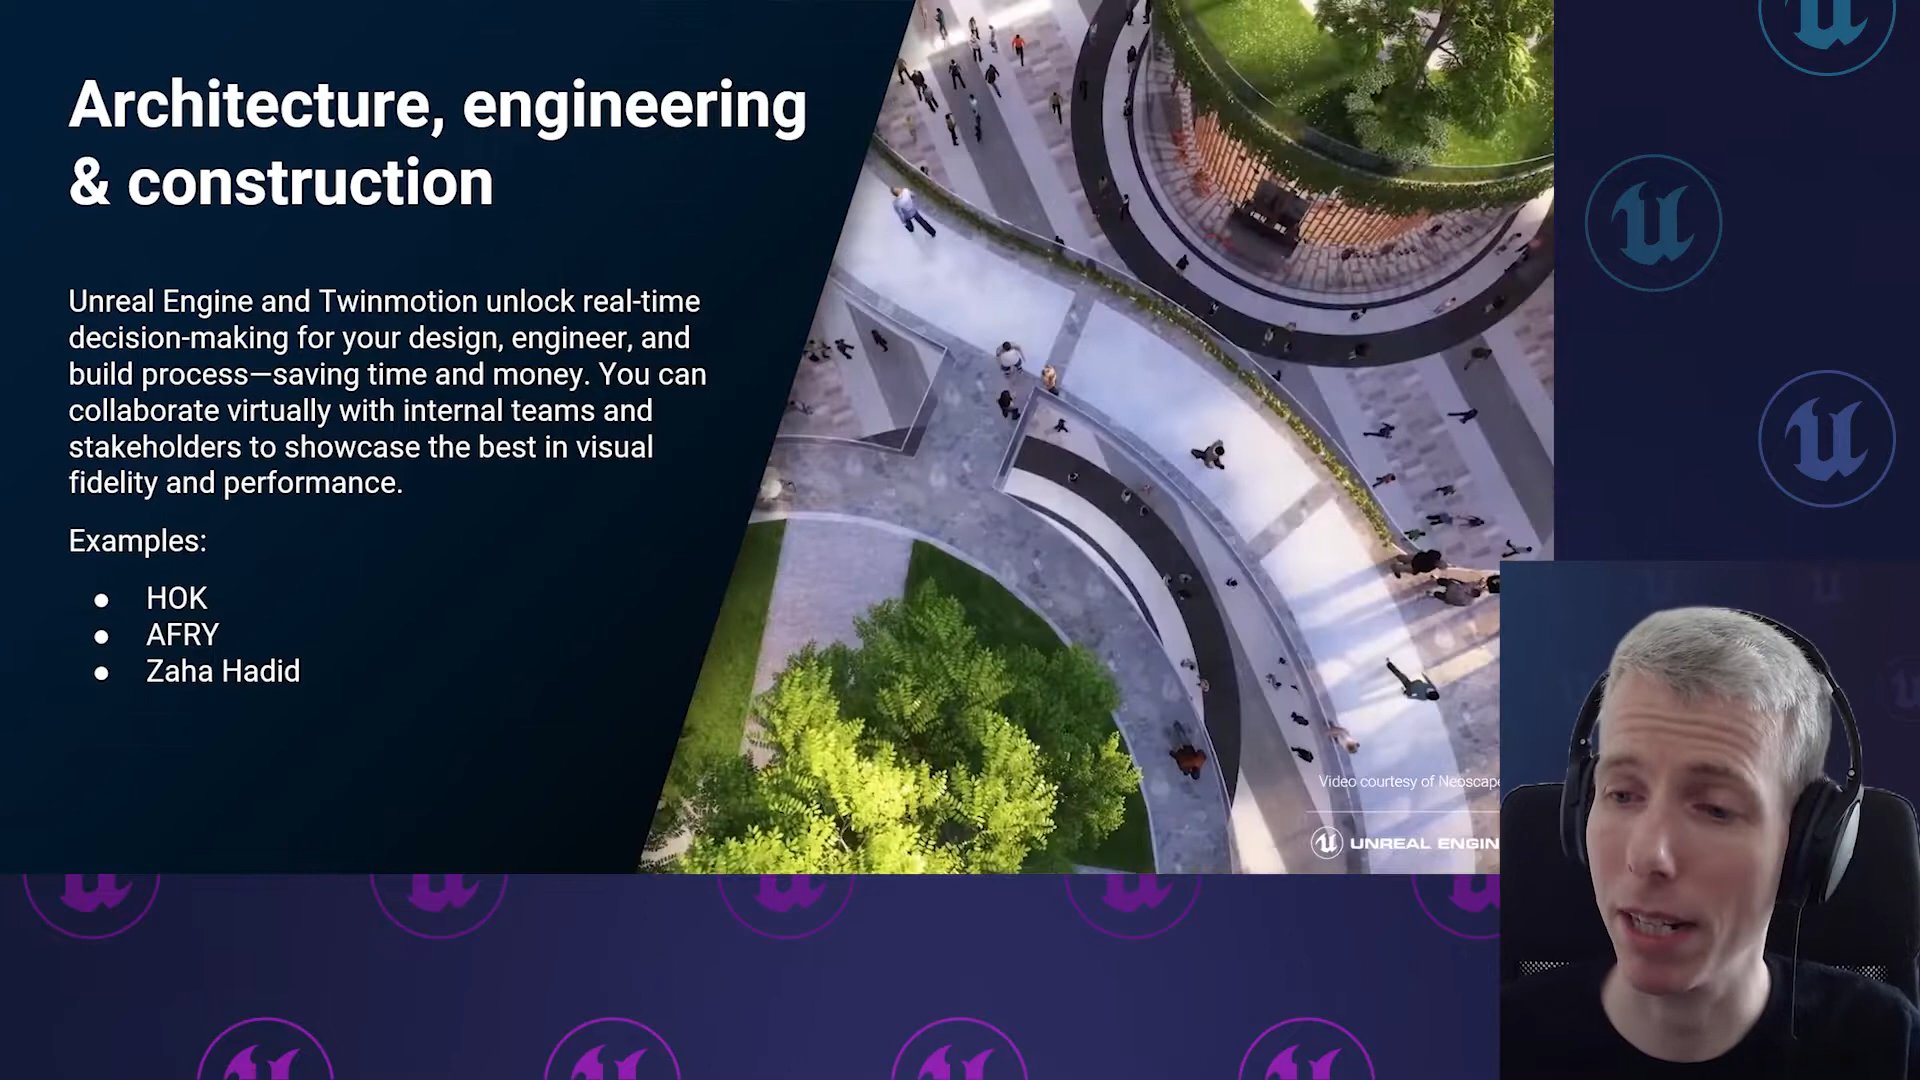 Architecture, engineering
& construction
Unreal Engine and Twinmotion unlock real-time
decision-making for your design, engineer, and
build process—saving time and money. You can
collaborate virtually with internal teams and
stakeholders to showcase the best in visual
fidelity and performance.
Examples:
● HOK
● AFRY
● Zaha Hadid
Video courtesy of Neoscape
UNREAL ENGIN